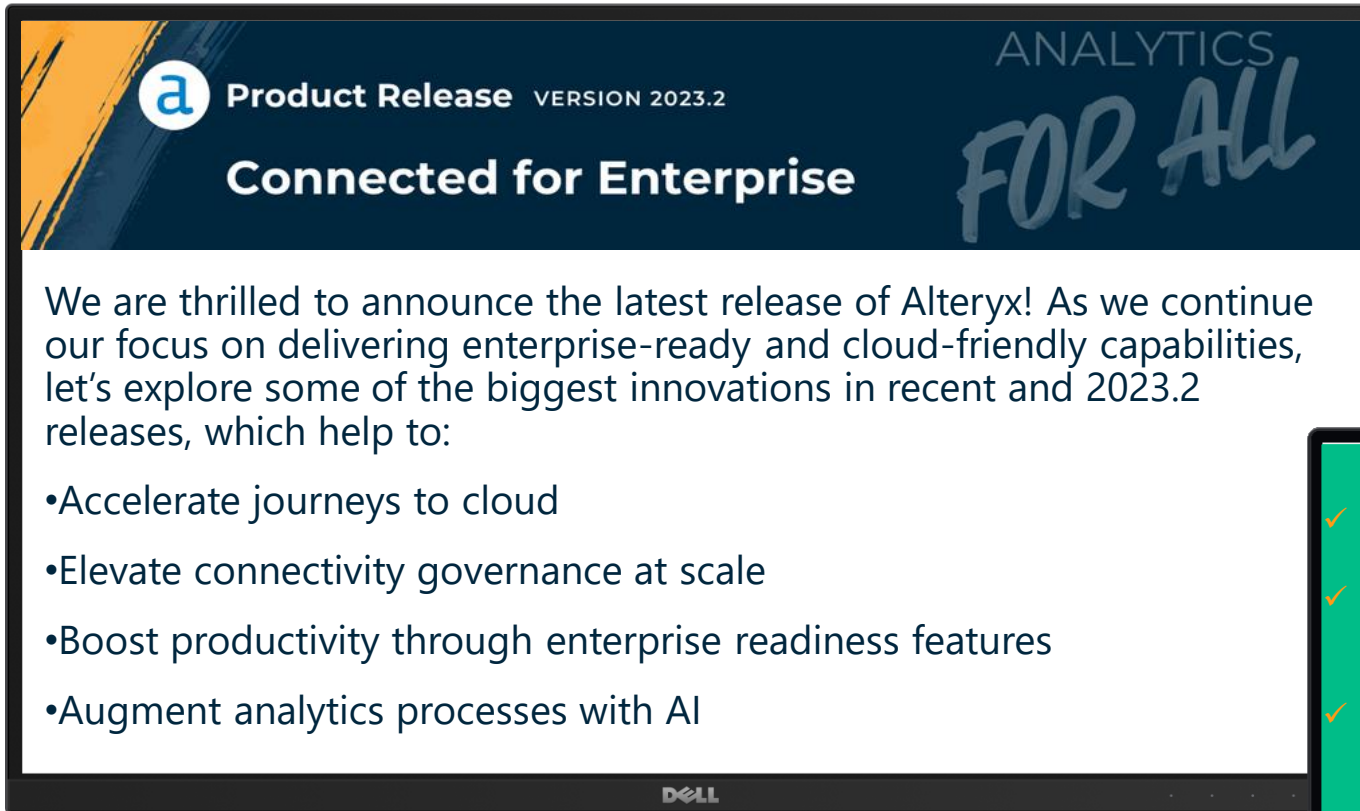 ANALYTICS
FOR ALL
a Product Release VERSION 2023.2
Connected for Enterprise
We are thrilled to announce the latest release of Alteryx! As we continue
our focus on delivering enterprise-ready and cloud-friendly capabilities,
let’s explore some of the biggest innovations in recent and 2023.2
releases, which help to:
•Accelerate journeys to cloud
•Elevate connectivity governance at scale
•Boost productivity through enterprise readiness features
•Augment analytics processes with AI
DELL